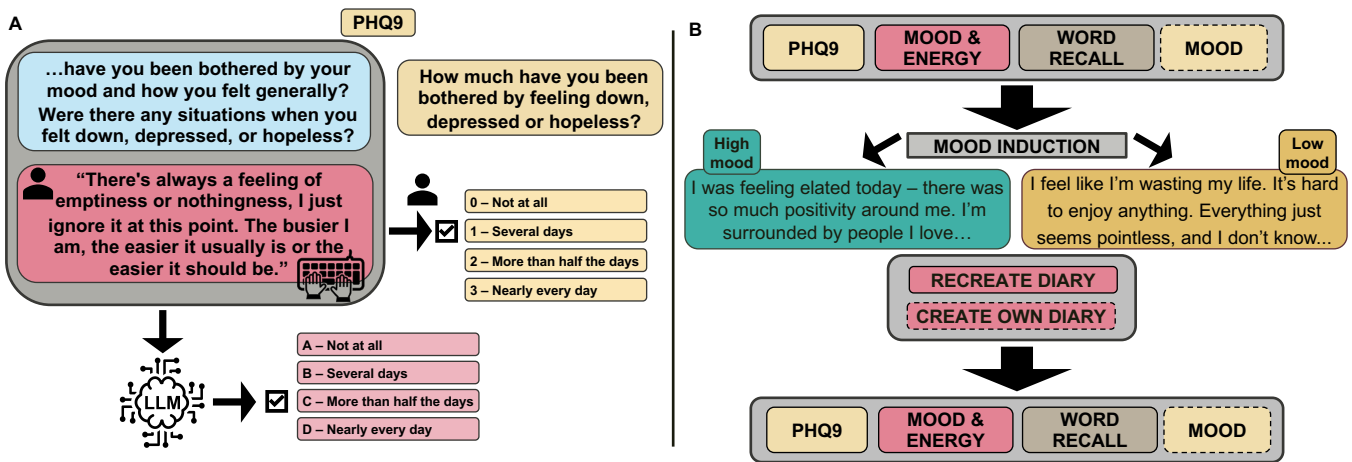 A
PHQ9
…have you been bothered by your
mood and how you felt generally?
Were there any situations when you
felt down, depressed, or hopeless?
“There's always a feeling of
emptiness or nothingness, I just
ignore it at this point. The busier I
am, the easier it usually is or the
easier it should be.”
How much have you been
bothered by feeling down,
depressed or hopeless?
0 – Not at all
1 – Several days
2 – More than half the days
3 – Nearly every day
LLM
A – Not at all
B – Several days
C – More than half the days
D – Nearly every day
B
PHQ9
MOOD &
ENERGY
WORD
RECALL
MOOD
MOOD INDUCTION
High
mood
I was feeling elated today – there was
so much positivity around me. I’m
surrounded by people I love…
Low
mood
I feel like I’m wasting my life. It’s hard
to enjoy anything. Everything just
seems pointless, and I don’t know...
RECREATE DIARY
CREATE OWN DIARY
PHQ9
MOOD &
ENERGY
WORD
RECALL
MOOD